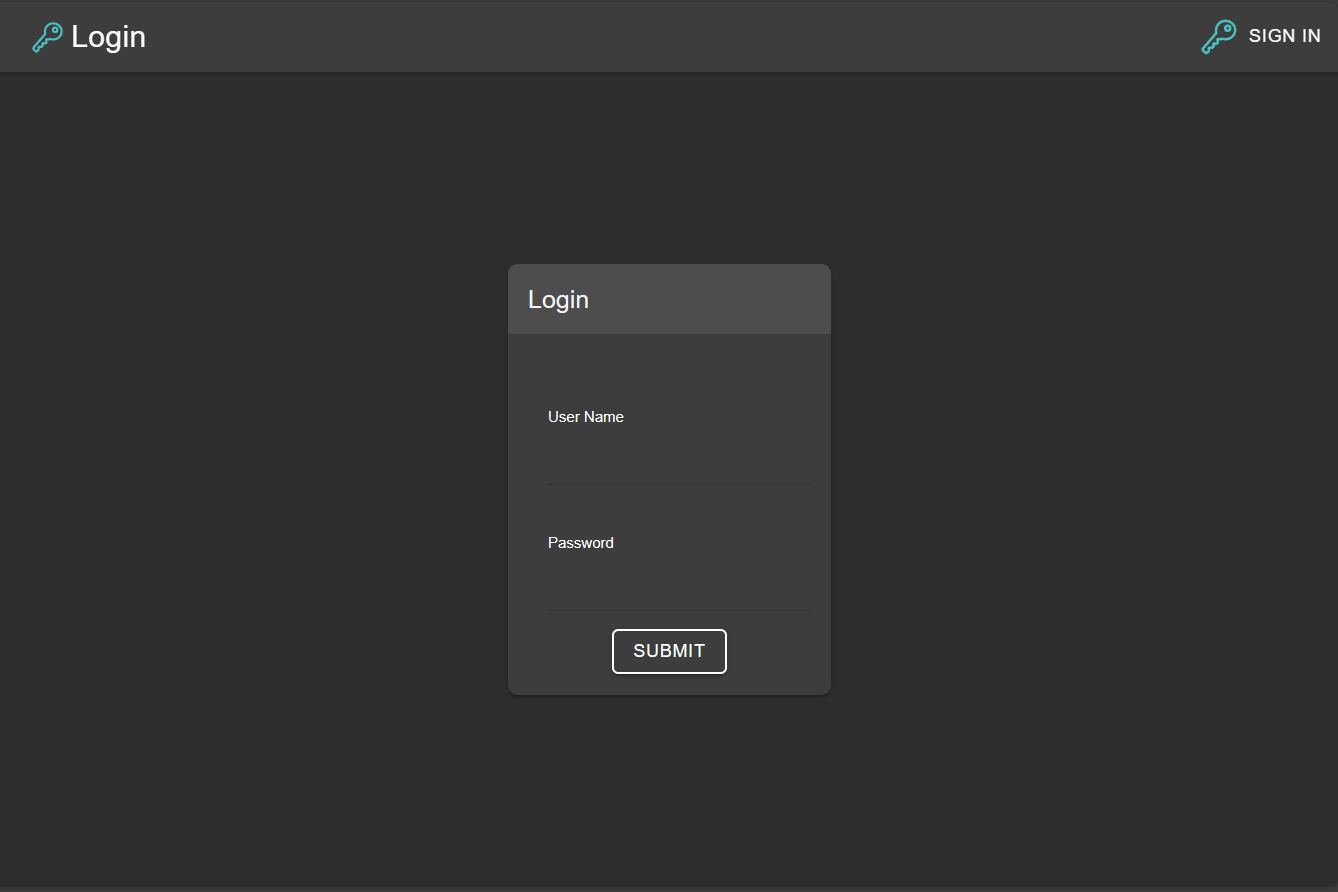 Login
SIGN IN
Login
User Name
Password
SUBMIT